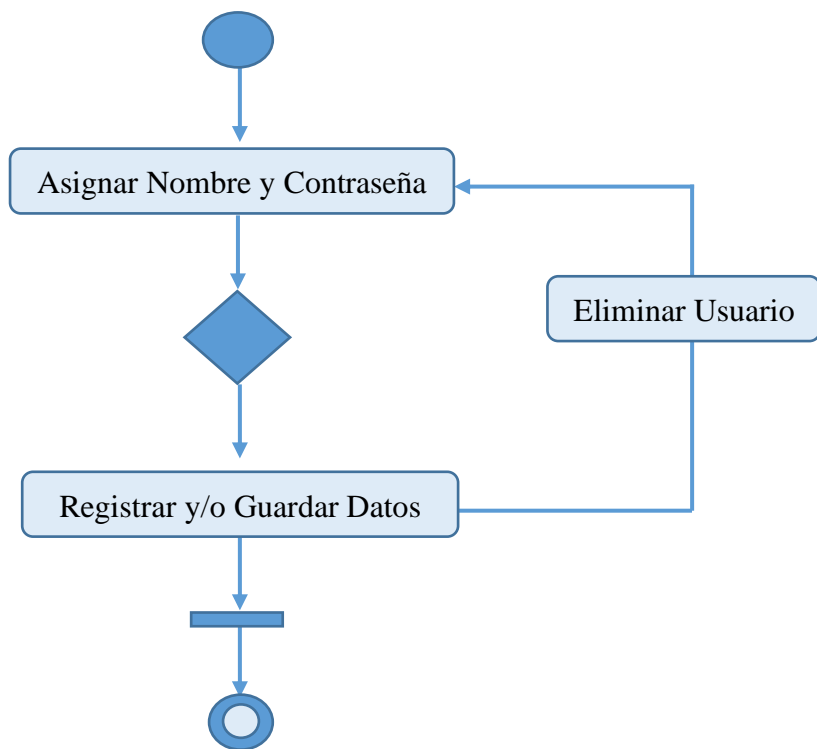 Asignar Nombre y Contraseña
Eliminar Usuario
Registrar y/o Guardar Datos